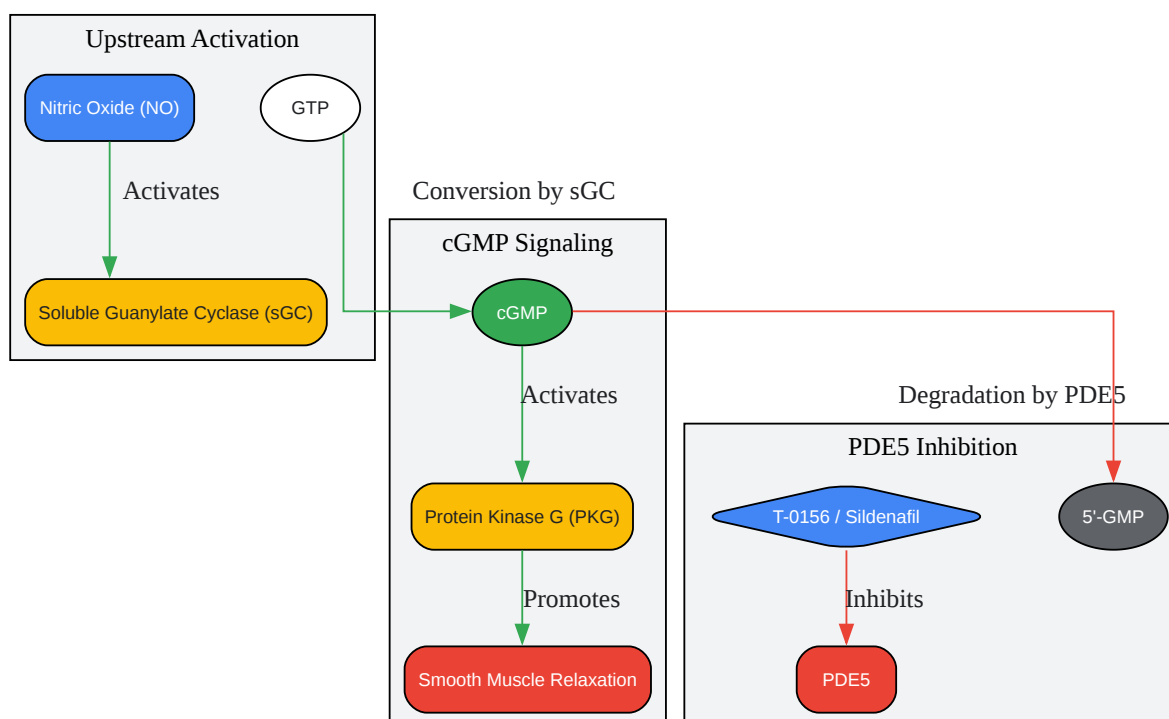 Upstream Activation
Nitric Oxide (NO)
GTP
Activates
Conversion by sGC
Soluble Guanylate Cyclase (sGC)
cGMP Signaling
cGMP
Activates
Degradation by PDE5
Protein Kinase G (PKG)
PDE5 Inhibition
T-0156 / Sildenafil
5'-GMP
Promotes
Inhibits
Smooth Muscle Relaxation
PDE5